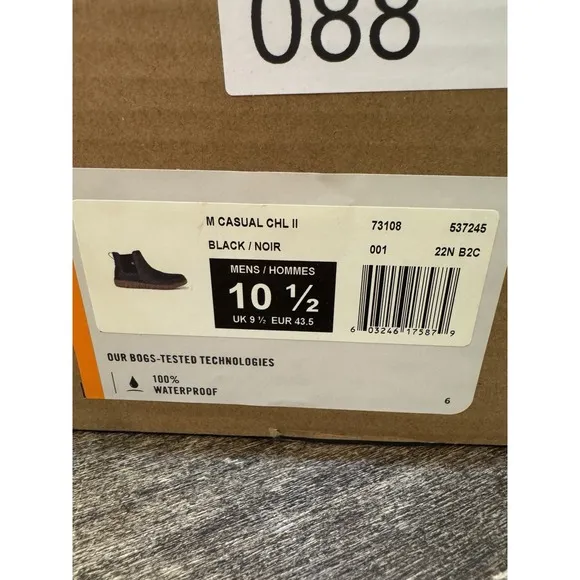 088
M CASUAL CHL II 73108 537245
BLACK / NOIR 001 22N B2C
MENS / HOMMES
10 ½
UK 9 ½ EUR 43.5
6 03246 17587 9
OUR BOGS-TESTED TECHNOLOGIES
100%
WATERPROOF
6